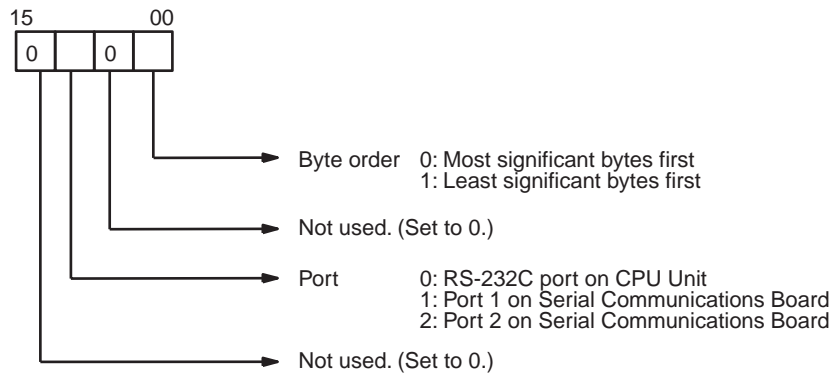 15 00
0 0
Byte order 0: Most significant bytes first
1: Least significant bytes first
Not used. (Set to 0.)
Port 0: RS-232C port on CPU Unit
1: Port 1 on Serial Communications Board
2: Port 2 on Serial Communications Board
Not used. (Set to 0.)